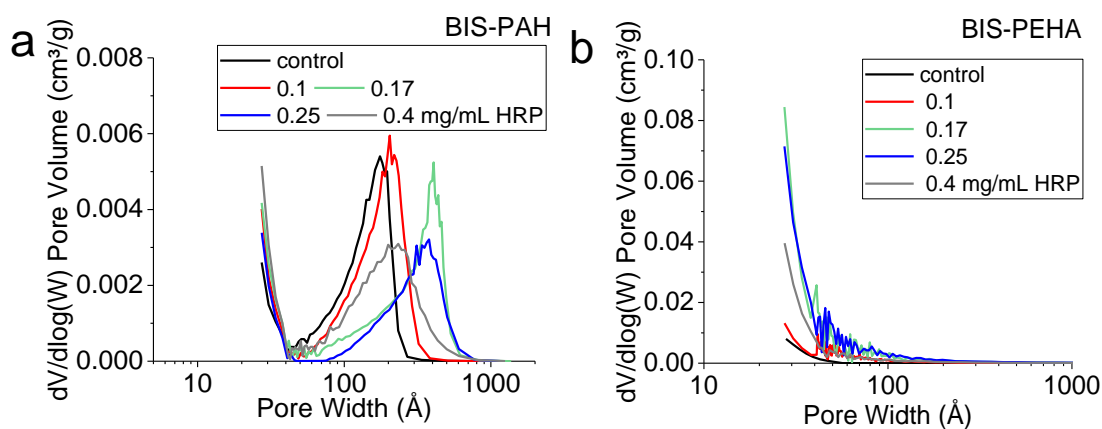 a
BIS-PAH
dV/dlog(W) Pore Volume (cm³/g)
0.008
0.006
0.004
0.002
0.000
control
0.1
0.17
0.25
0.4 mg/mL HRP
10
100
1000
Pore Width (Å)
b
BIS-PEHA
dV/dlog(W) Pore Volume (cm³/g)
0.10
0.08
0.06
0.04
0.02
0.00
control
0.1
0.17
0.25
0.4 mg/mL HRP
10
100
1000
Pore Width (Å)